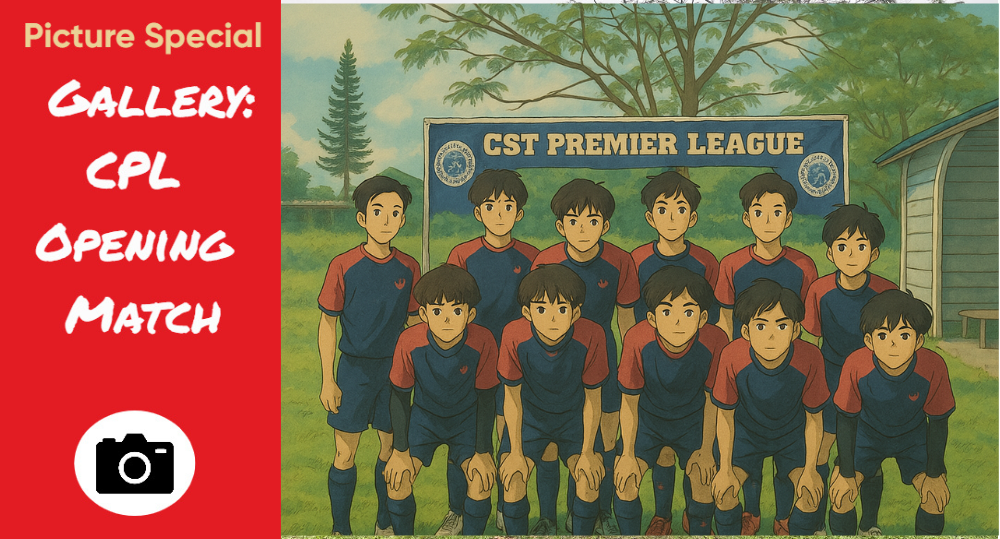 Picture Special
GALLERY:
CPL
OPENING
MATCH
CST PREMIER LEAGUE